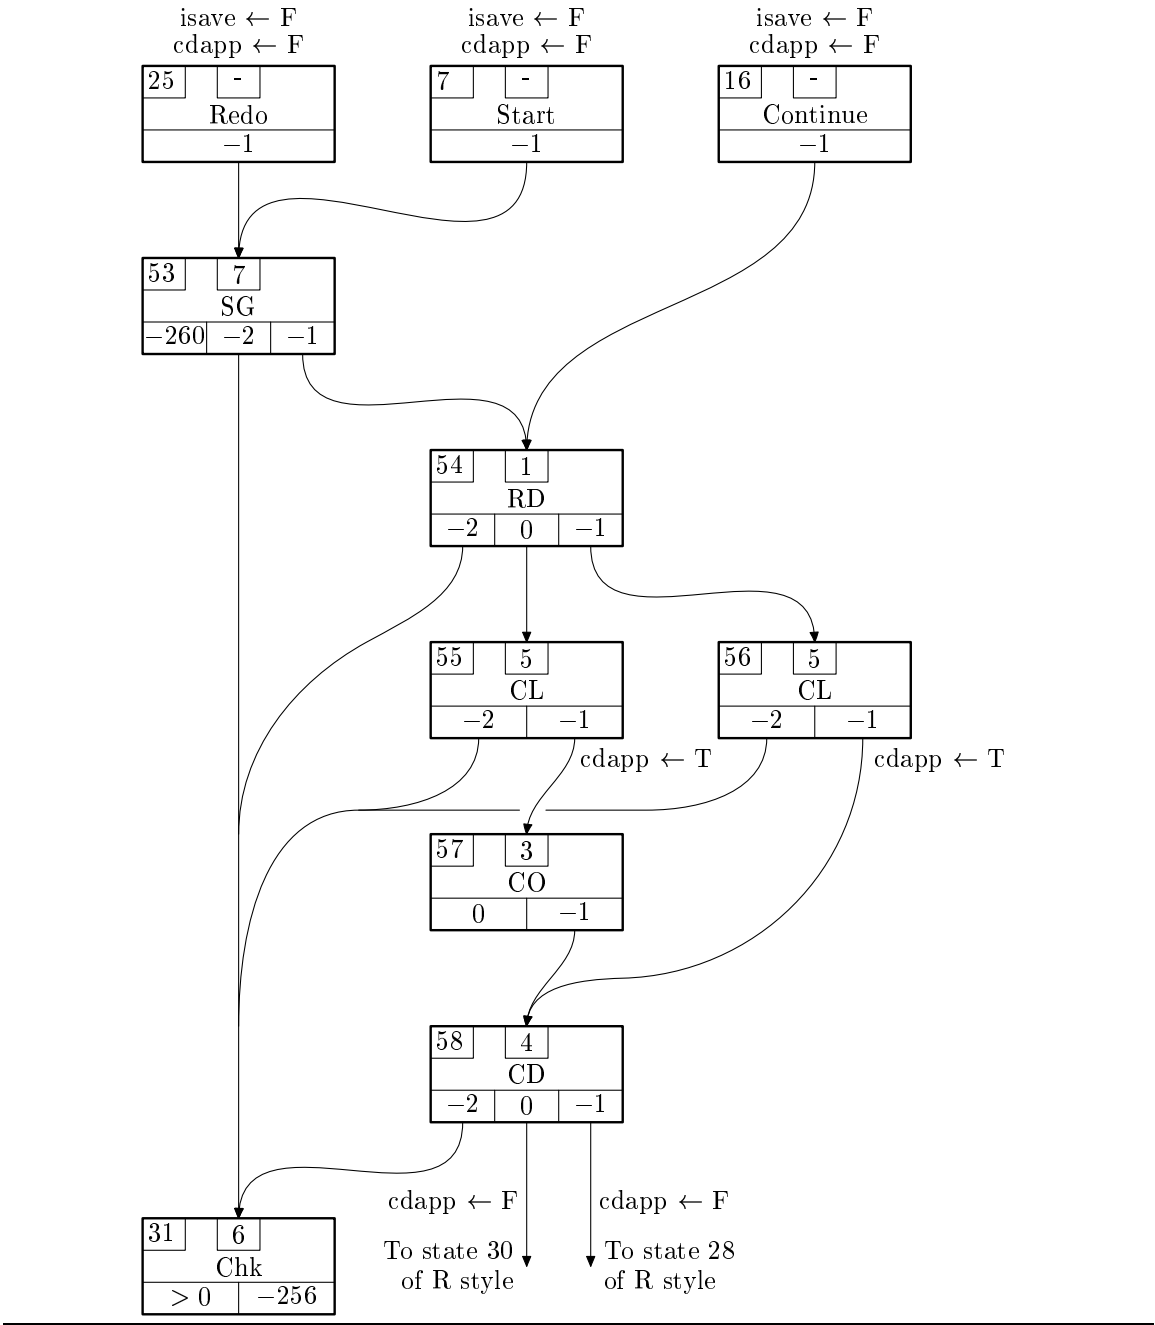 isave ← F
isave ← F
isave ← F
cdapp ← F
cdapp ← F
cdapp ← F
25 -
7 -
16 -
Redo
Start
Continue
−1
−1
−1
53 7
SG
−260 −2 −1
54 1
RD
−2 0 −1
55 5
56 5
CL
CL
−2 −1
−2 −1
cdapp ← T
cdapp ← T
57 3
CO
0 −1
58 4
CD
−2 0 −1
cdapp ← F
cdapp ← F
To state 30
of R style
To state 28
of R style
31 6
Chk
> 0 −256